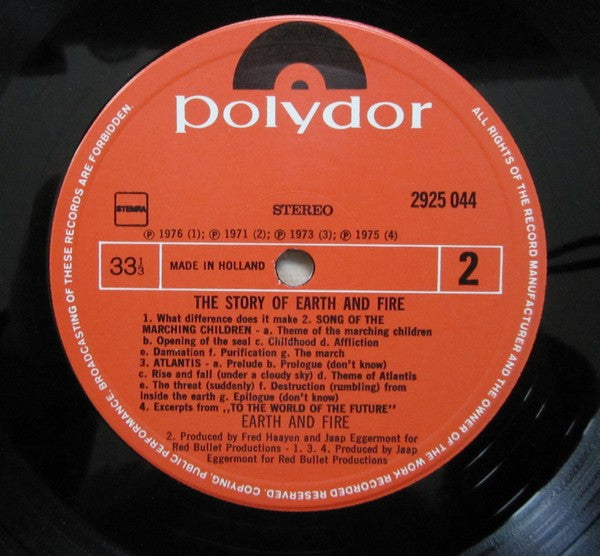 polydor
STEMRA
STEREO
2925 044
℗ 1976 (1); ℗ 1971 (2); ℗ 1973 (3); ℗ 1975 (4)
33⅓
MADE IN HOLLAND
2
THE STORY OF EARTH AND FIRE
1. What difference does it make 2. SONG OF THE
MARCHING CHILDREN - a. Theme of the marching children
b. Opening of the seal c. Childhood d. Affliction
e. Damnation f. Purification g. The march
3. ATLANTIS - a. Prelude b. Prologue (don't know)
c. Rise and fall (under a cloudy sky) d. Theme of Atlantis
e. The threat (suddenly) f. Destruction (rumbling) from
inside the earth g. Epilogue (don't know)
4. Excerpts from „TO THE WORLD OF THE FUTURE"
EARTH AND FIRE
2. Produced by Fred Haayen and Jaap Eggermont for
Red Bullet Productions - 1. 3. 4. Produced by Jaap
Eggermont for Red Bullet Productions
ALL RIGHTS OF THE RECORD MANUFACTURER AND THE OWNER OF THE WORK RECORDED RESERVED. COPYING, PUBLIC PERFORMANCE, BROADCASTING OF THESE RECORDS ARE FORBIDDEN.